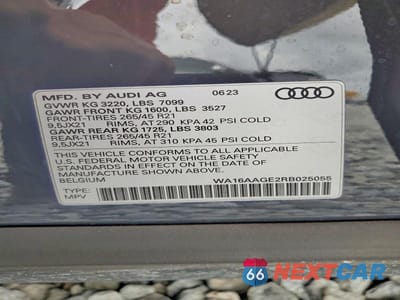 MFD. BY AUDI AG 0623
GVWR KG 3220, LBS 7099
GAWR FRONT KG 1600, LBS 3527
FRONT-TIRES 265/45 R21
9,5JX21 RIMS, AT 290 KPA 42 PSI COLD
GAWR REAR KG 1725, LBS 3803
REAR-TIRES 265/45 R21
9,5JX21 RIMS, AT 310 KPA 45 PSI COLD
THIS VEHICLE CONFORMS TO ALL APPLICABLE
U.S. FEDERAL MOTOR VEHICLE SAFETY
STANDARDS IN EFFECT ON THE DATE OF
MANUFACTURE SHOWN ABOVE.
BELGIUM WA16AAGE2RB025055
TYPE:
MPV
66 NEXTCAR